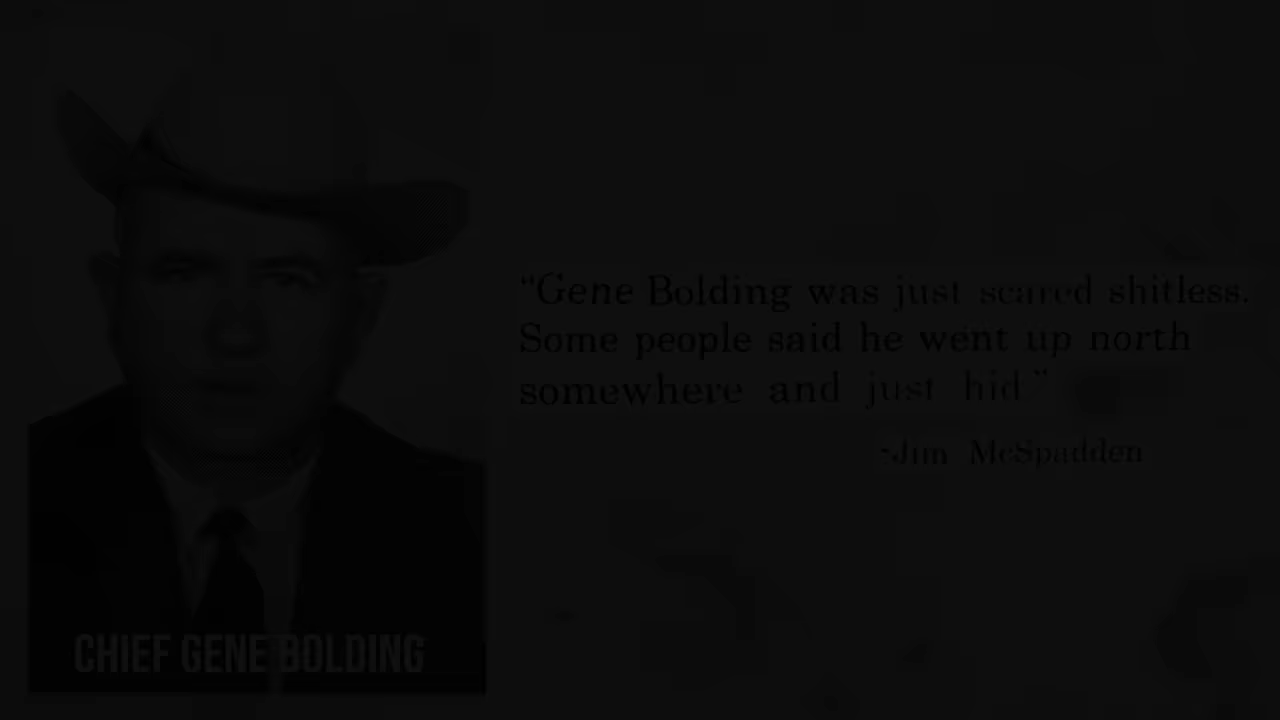 "Gene Bolding was just scared shitless.
Some people said he went up north
somewhere and just hid."
-Jim McSpadden
CHIEF GENE BOLDING